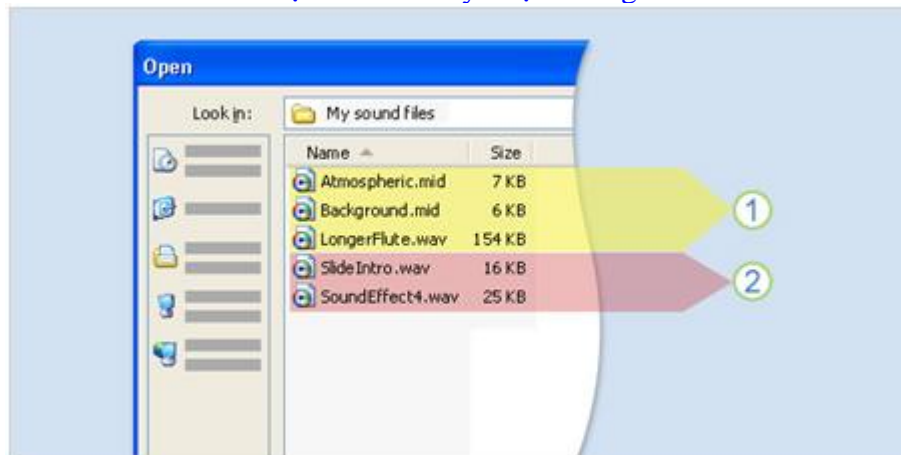 Open
Look in:
My sound files
Name Size
Atmospheric.mid 7 KB
Background.mid 6 KB
LongerFlute.wav 154 KB
1
SlideIntro.wav 16 KB
SoundEffect4.wav 25 KB
2